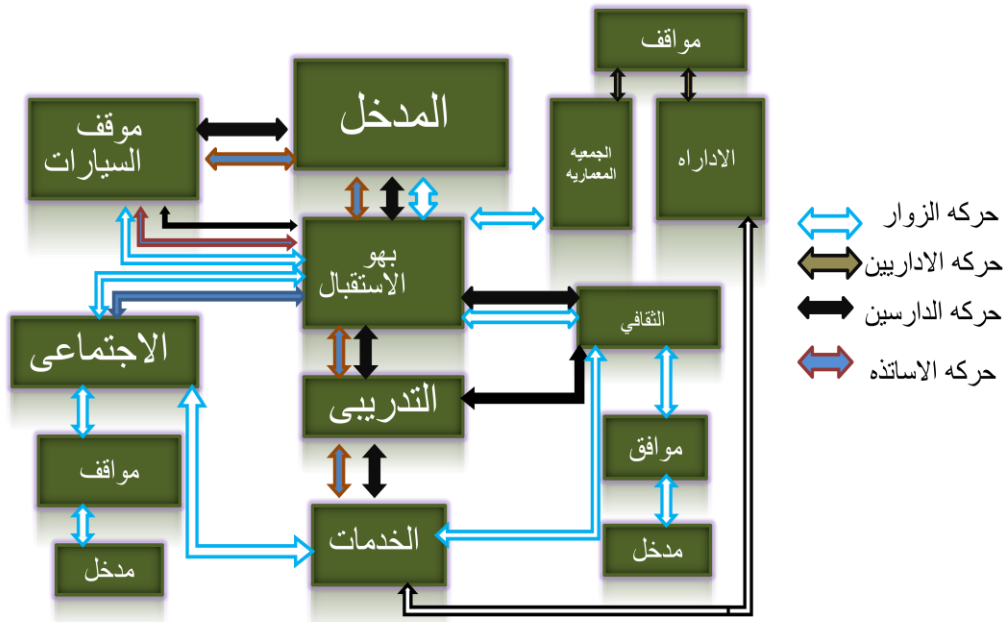 مواقف
المدخل
موقف
السيارات
الجمعيه
المعماريه
الاداراه
بهو
الاستقبال
حركه الزوار
حركه الاداريين
حركه الدارسين
حركه الاساتذه
الثقافي
الاجتماعى
التدريبى
موافق
مواقف
الخدمات
مدخل
مدخل